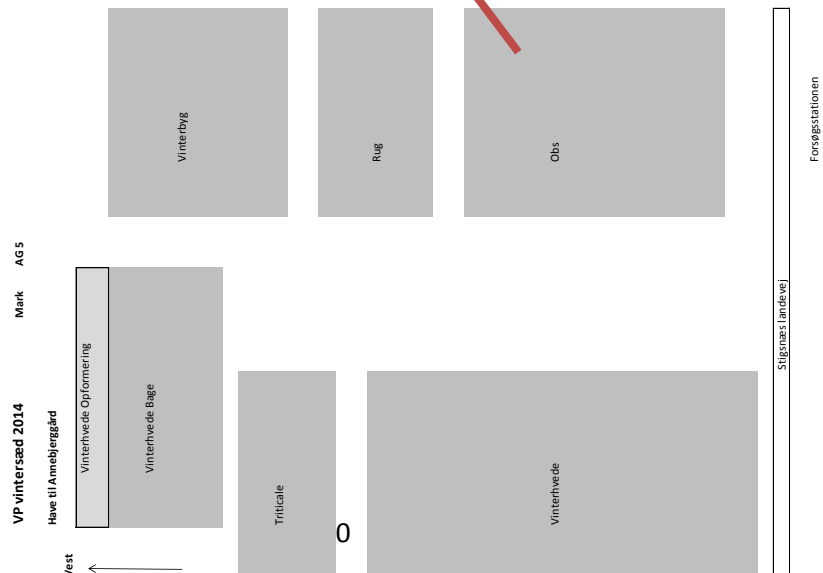 VP vintersæd 2014 Mark AG 5
Have til Annebjerggård
Vest
Vinterhvede Opformering
Vinterhvede Bage
Vinterbyg
Triticale
Rug
0
Vinterhvede
Obs
Stigsnæs landevej
Forsøgsstationen